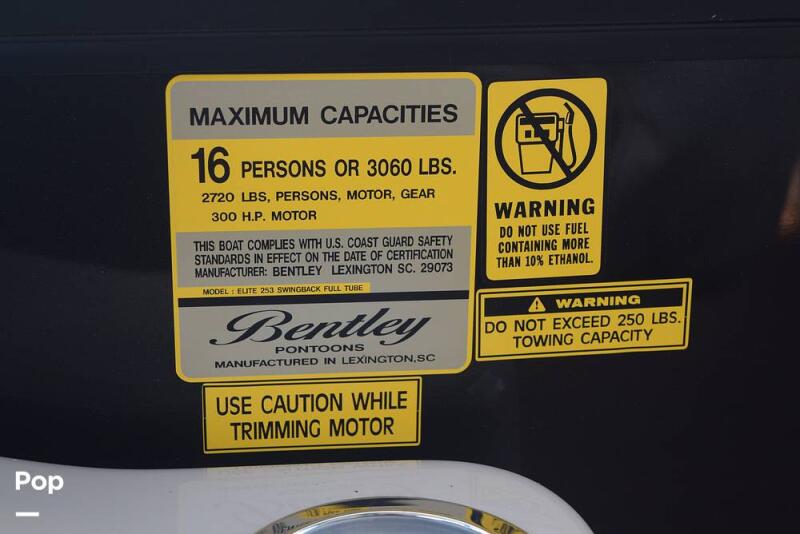 MAXIMUM CAPACITIES
16 PERSONS OR 3060 LBS.
2720 LBS, PERSONS, MOTOR, GEAR
300 H.P. MOTOR
THIS BOAT COMPLIES WITH U.S. COAST GUARD SAFETY
STANDARDS IN EFFECT ON THE DATE OF CERTIFICATION
MANUFACTURER: BENTLEY LEXINGTON SC. 29073
MODEL : ELITE 253 SWINGBACK FULL TUBE
Bentley
PONTOONS
MANUFACTURED IN LEXINGTON,SC
WARNING
DO NOT USE FUEL
CONTAINING MORE
THAN 10% ETHANOL.
WARNING
DO NOT EXCEED 250 LBS.
TOWING CAPACITY
USE CAUTION WHILE
TRIMMING MOTOR
Pop